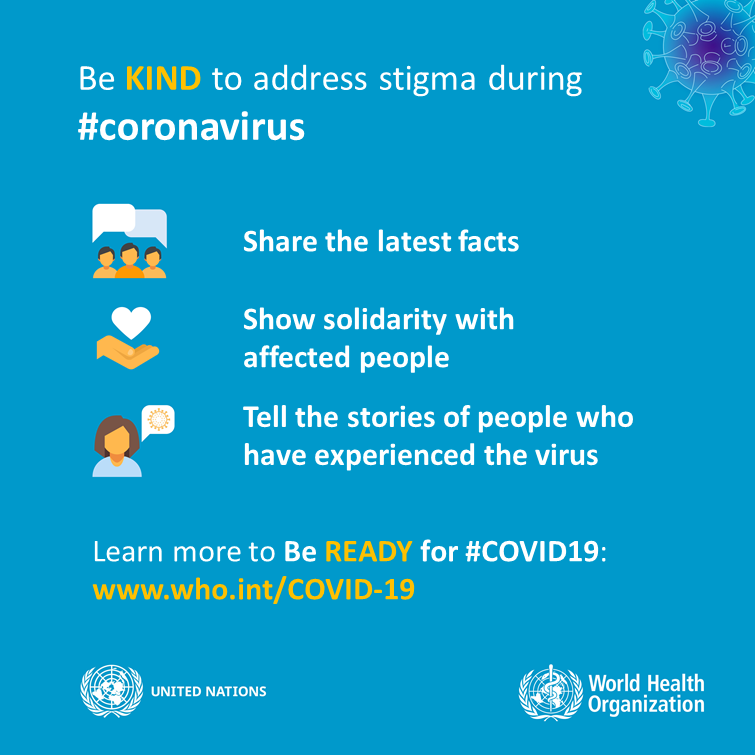 Be KIND to address stigma during
#coronavirus
Share the latest facts
Show solidarity with
affected people
Tell the stories of people who
have experienced the virus
Learn more to Be READY for #COVID19:
www.who.int/COVID-19
UNITED NATIONS
World Health
Organization